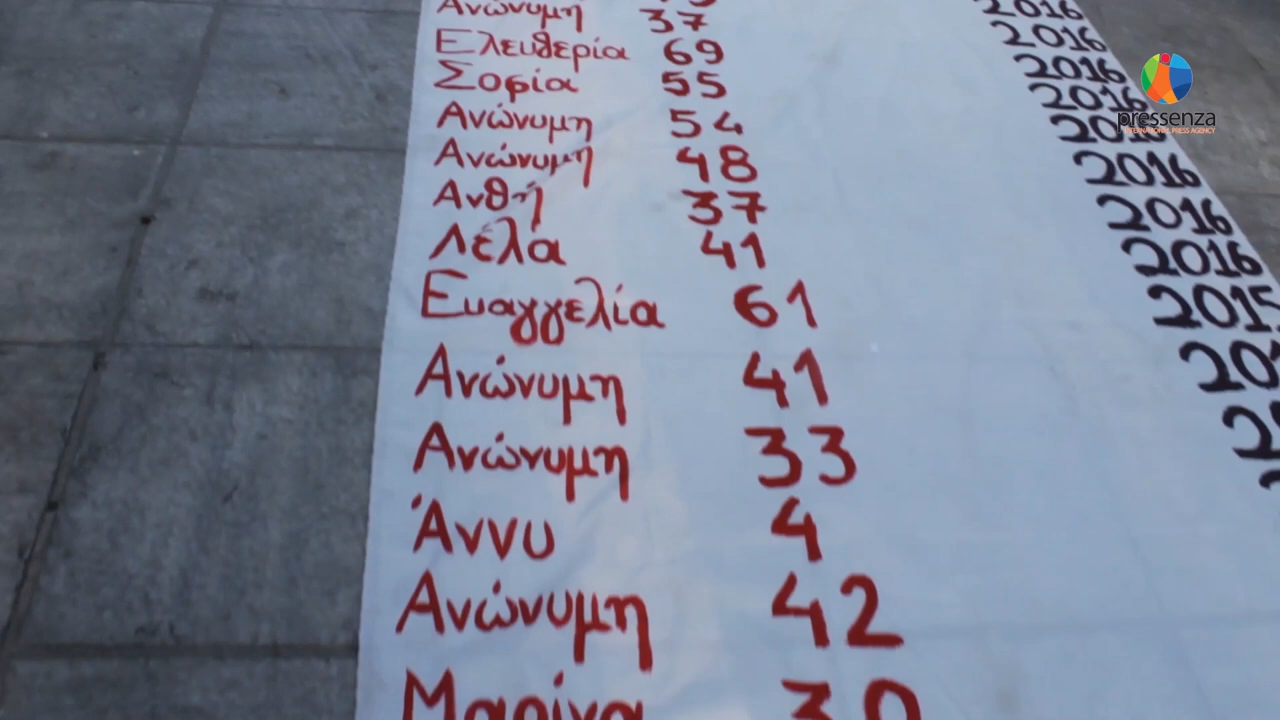 Ανώνυμη 37 2016
Ελευθερία 69 2016
Σοφία 55 2016
Ανώνυμη 54 2016
Ανώνυμη 48 2016
Ανθή 37 2016
Λέλα 41 2016
Ευαγγελία 61 2016
Ανώνυμη 41 2015
Ανώνυμη 33
Άννυ 4
Ανώνυμη 42
Μαρίνα
pressenza
INTERNATIONAL PRESS AGENCY